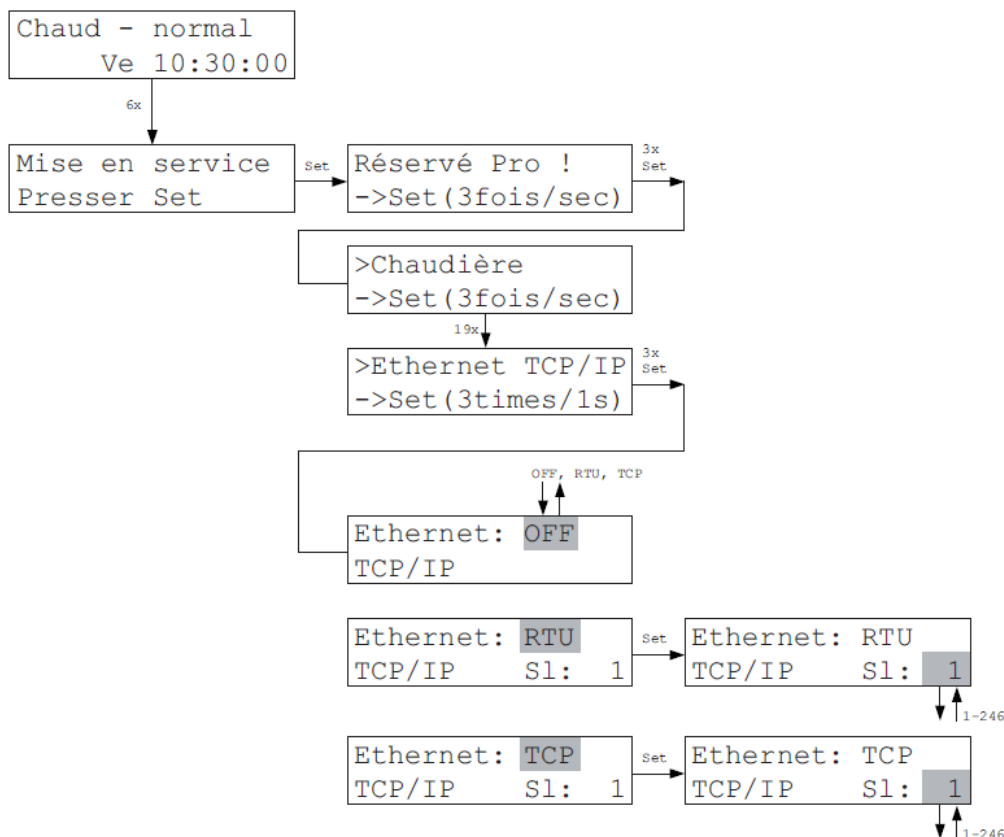 Chaud - normal
Ve 10:30:00
6x
Mise en service
Presser Set
Set
Réservé Pro !
->Set(3fois/sec)
3x
Set
>Chaudière
->Set(3fois/sec)
19x
>Ethernet TCP/IP
->Set(3times/1s)
3x
Set
OFF, RTU, TCP
Ethernet: OFF
TCP/IP
Ethernet: RTU
TCP/IP Sl: 1
Set
Ethernet: RTU
TCP/IP Sl: 1
1-246
Ethernet: TCP
TCP/IP Sl: 1
Set
Ethernet: TCP
TCP/IP Sl: 1
1-246